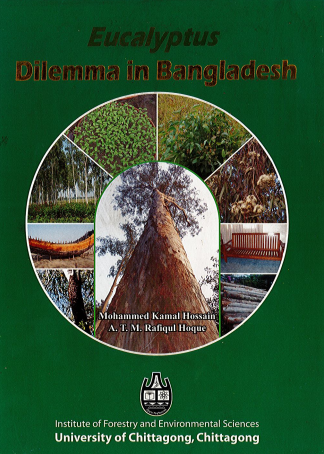 Eucalyptus
Dilemma in Bangladesh
Mohammed Kamal Hossain
A. T. M. Rafiqul Hoque
Institute of Forestry and Environmental Sciences
University of Chittagong, Chittagong